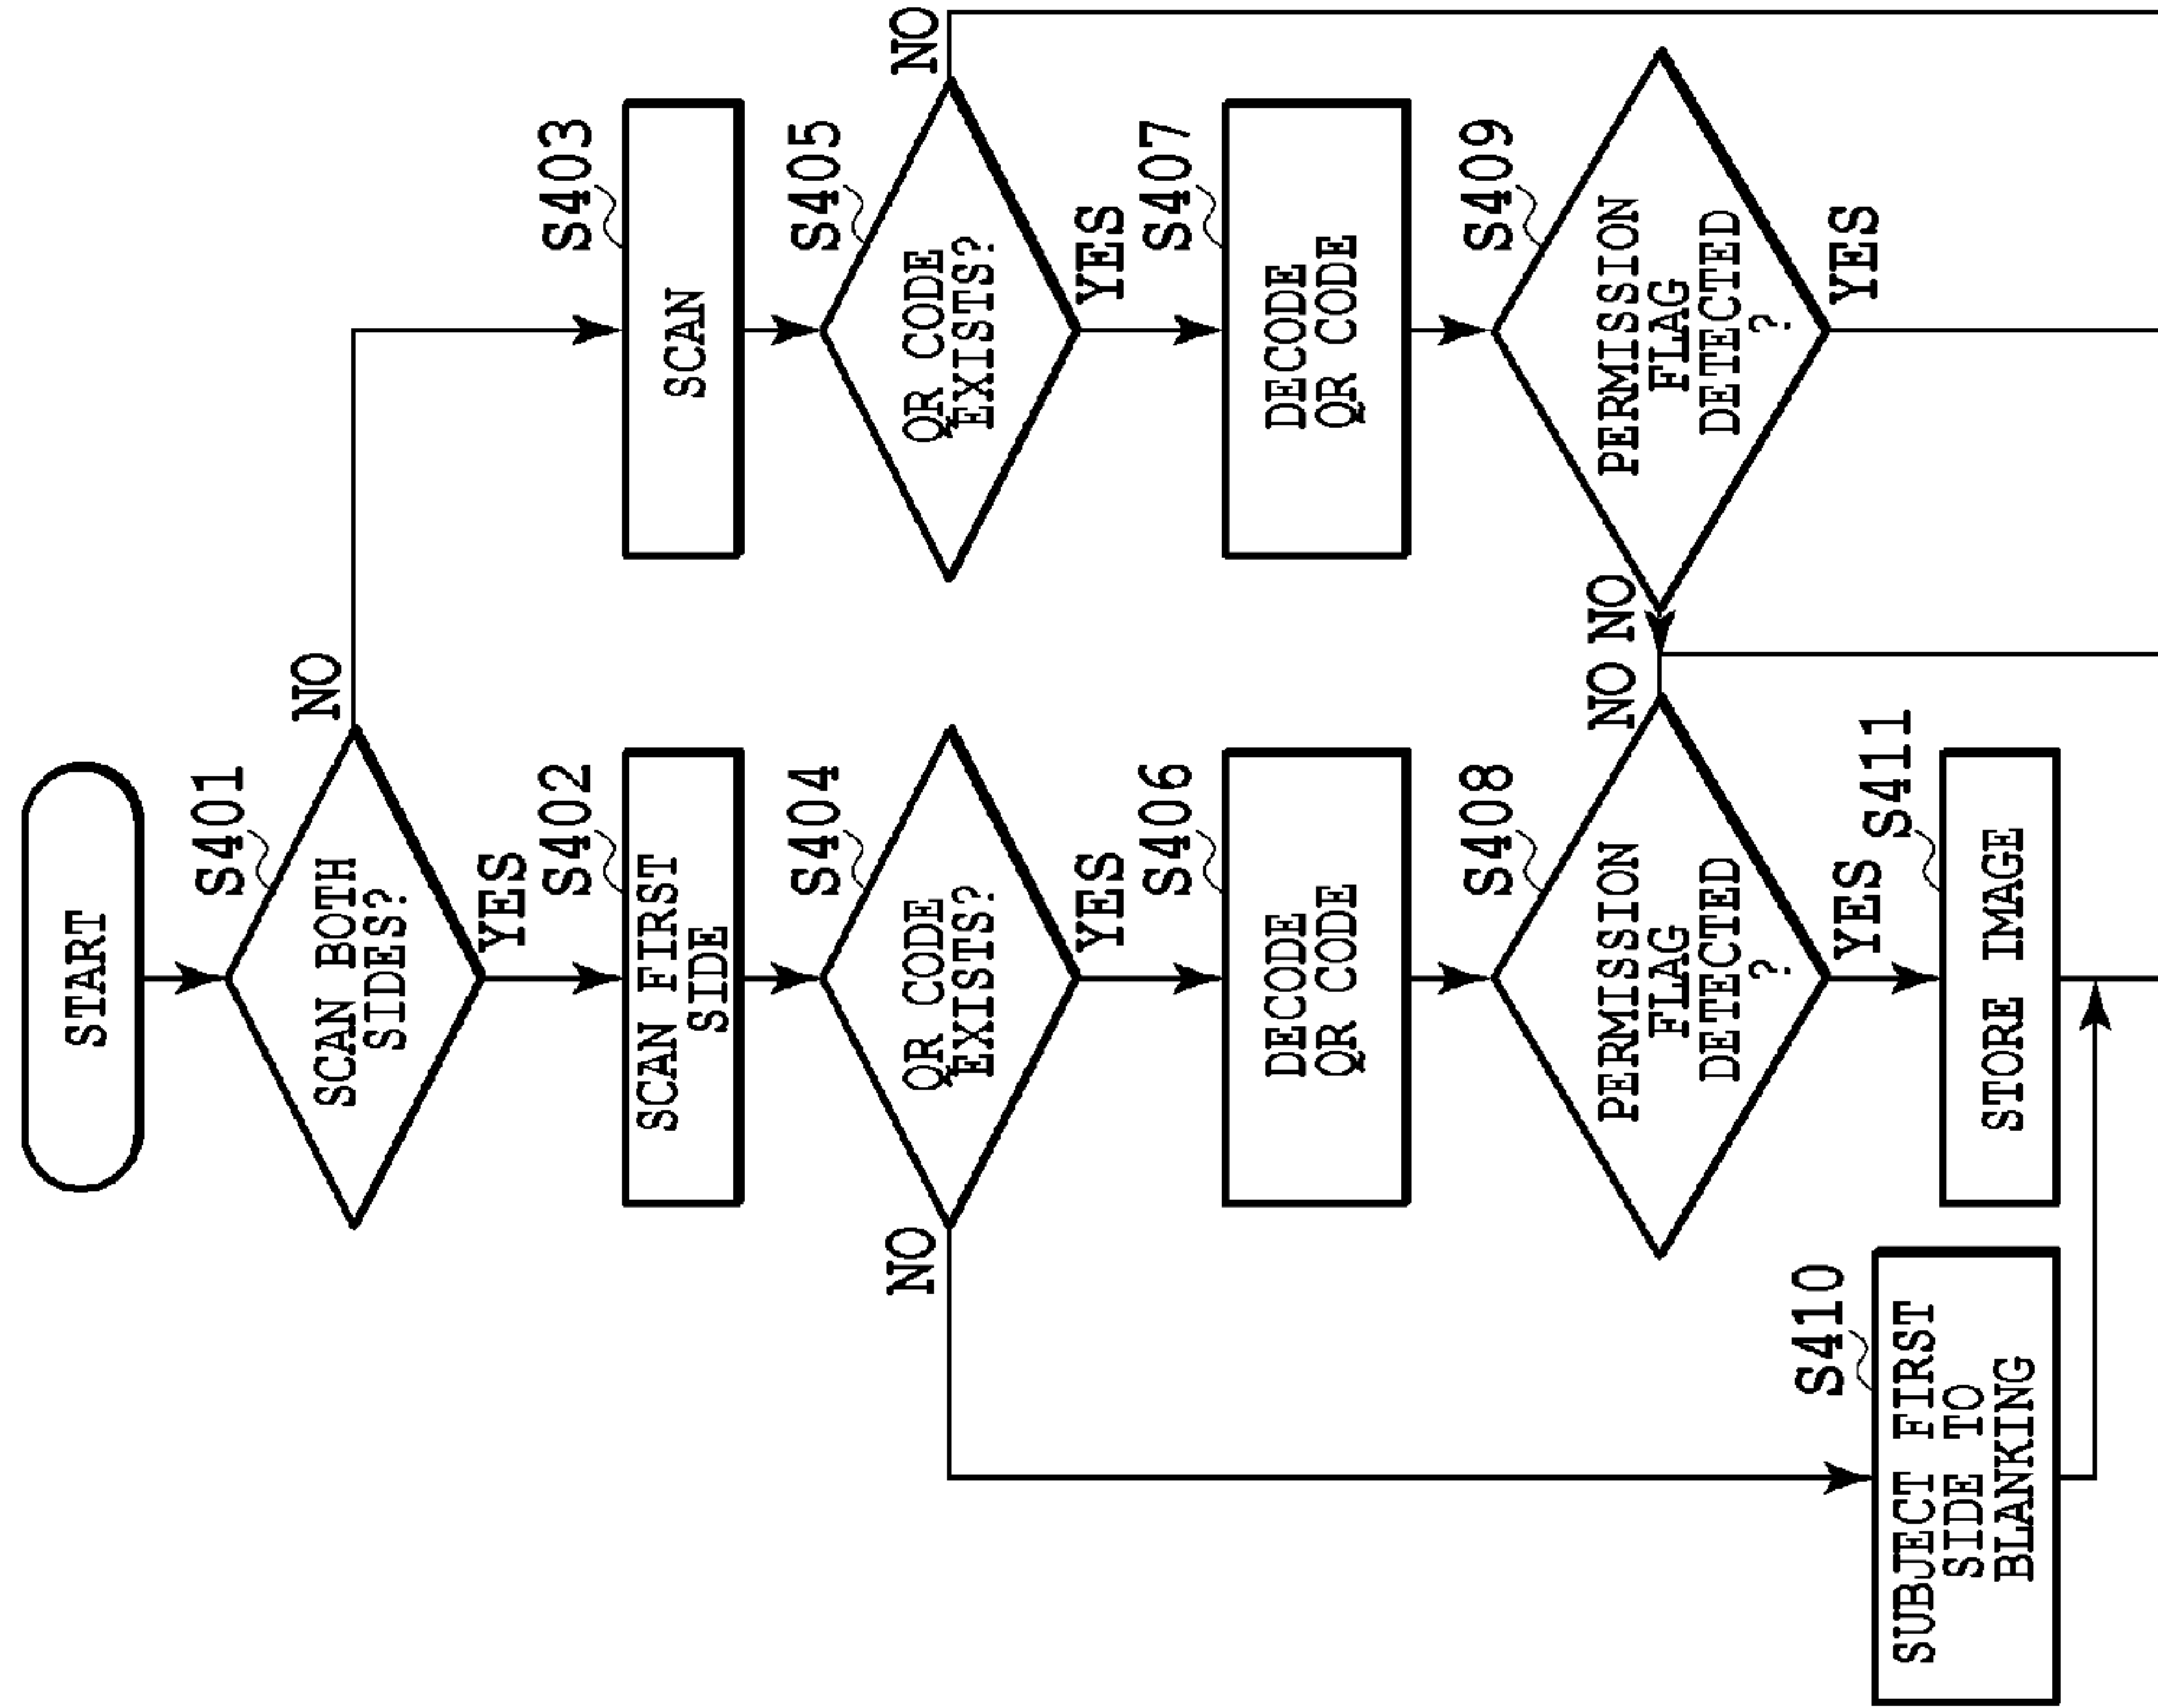 START
S401
SCAN BOTH
SIDES?
NO
YES
S402
SCAN FIRST
SIDE
S403
SCAN
S404
QR CODE
EXISTS?
NO
YES
S405
QR CODE
EXISTS?
NO
YES
S406
DECODE
QR CODE
S407
DECODE
QR CODE
S408
PERMISSION
FLAG
DETECTED
?
NO
YES
S409
PERMISSION
FLAG
DETECTED
?
NO
YES
S410
SUBJECT FIRST
SIDE TO
BLANKING
S411
STORE IMAGE